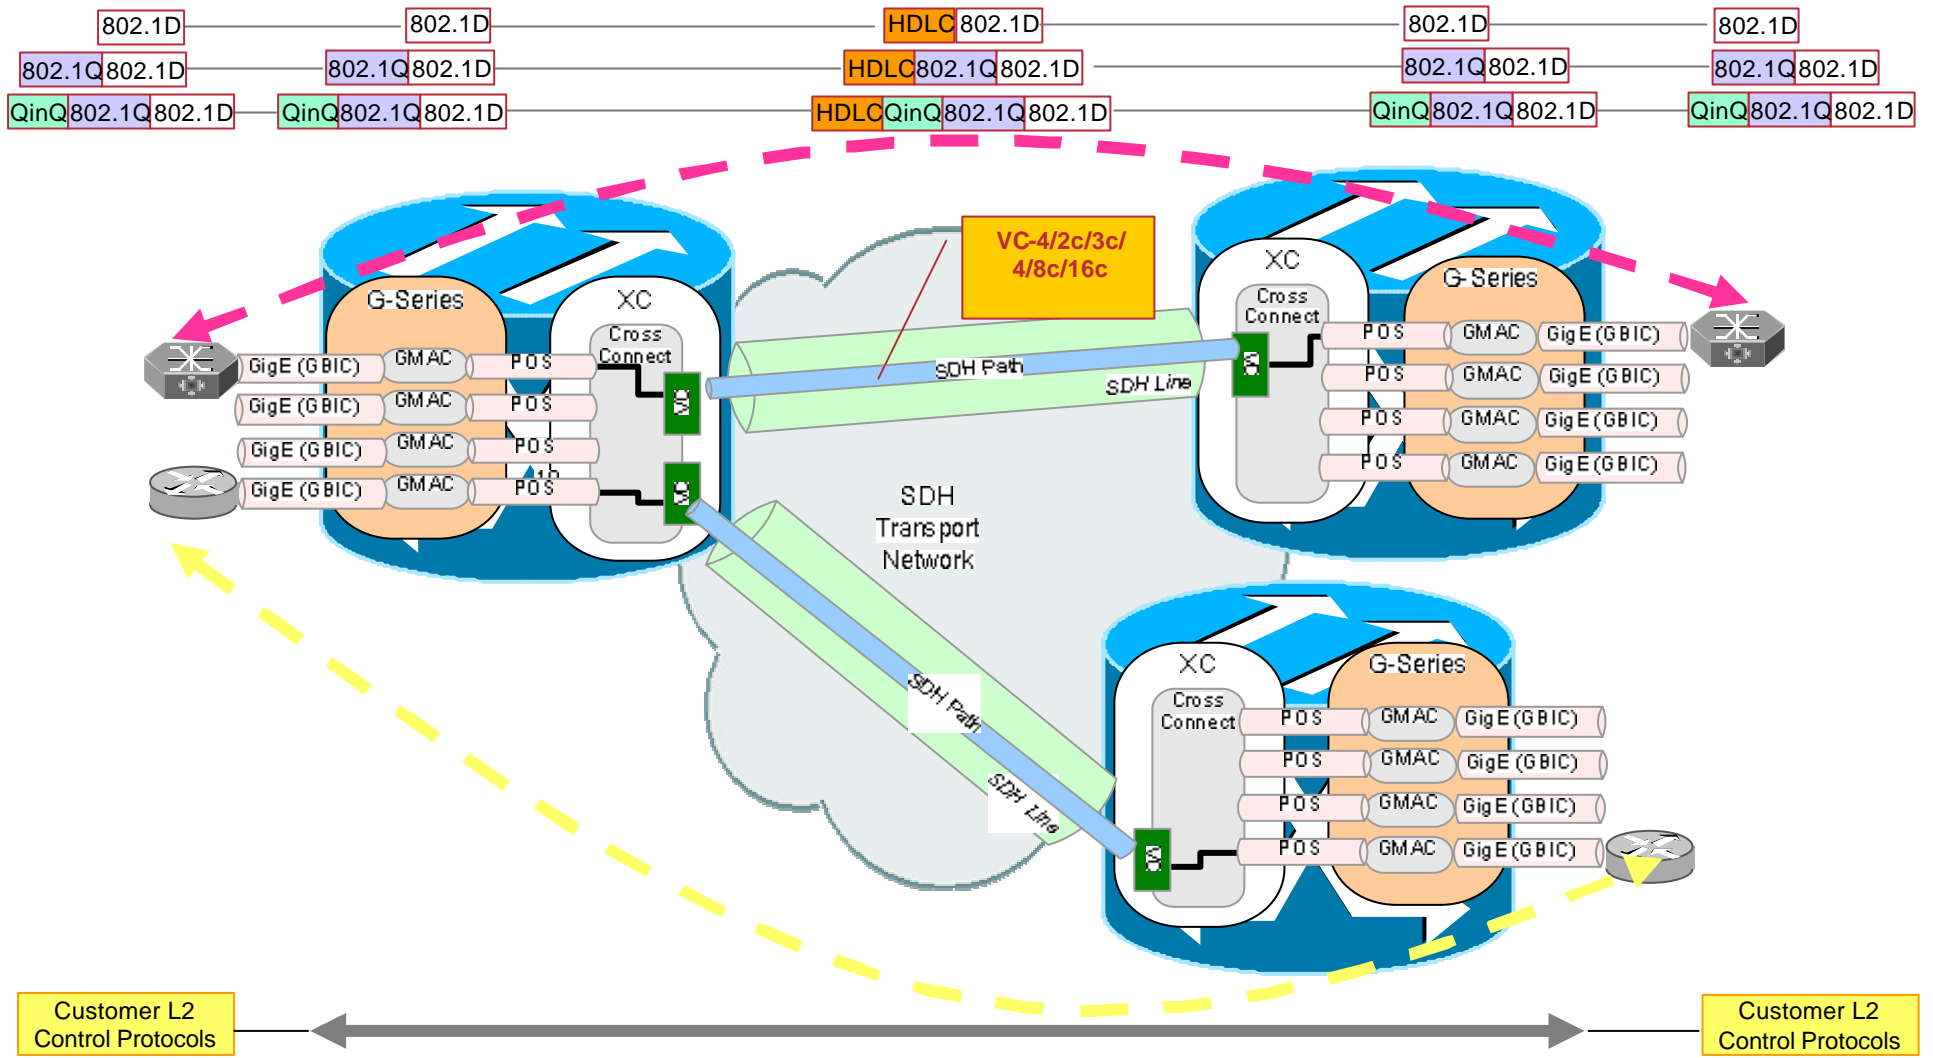 802.1D 802.1D HDLC 802.1D 802.1D 802.1D
802.1Q 802.1D 802.1Q 802.1D HDLC 802.1Q 802.1D 802.1Q 802.1D 802.1Q 802.1D
QinQ 802.1Q 802.1D QinQ 802.1Q 802.1D HDLC QinQ 802.1Q 802.1D QinQ 802.1Q 802.1D QinQ 802.1Q 802.1D
VC-4/2c/3c/
4/8c/16c
G-Series
XC
Cross
Connect
GigE (GBIC) GMAC POS
GigE (GBIC) GMAC POS
GigE (GBIC) GMAC POS
GigE (GBIC) GMAC POS
VC
VC
SDH Path
SDH Line
XC
G-Series
Cross
Connect
VC
POS GMAC GigE (GBIC)
POS GMAC GigE (GBIC)
POS GMAC GigE (GBIC)
POS GMAC GigE (GBIC)
SDH
Transport
Network
SDH Path
SDH Line
XC
G-Series
Cross
Connect
VC
POS GMAC GigE (GBIC)
POS GMAC GigE (GBIC)
POS GMAC GigE (GBIC)
POS GMAC GigE (GBIC)
Customer L2
Control Protocols
Customer L2
Control Protocols